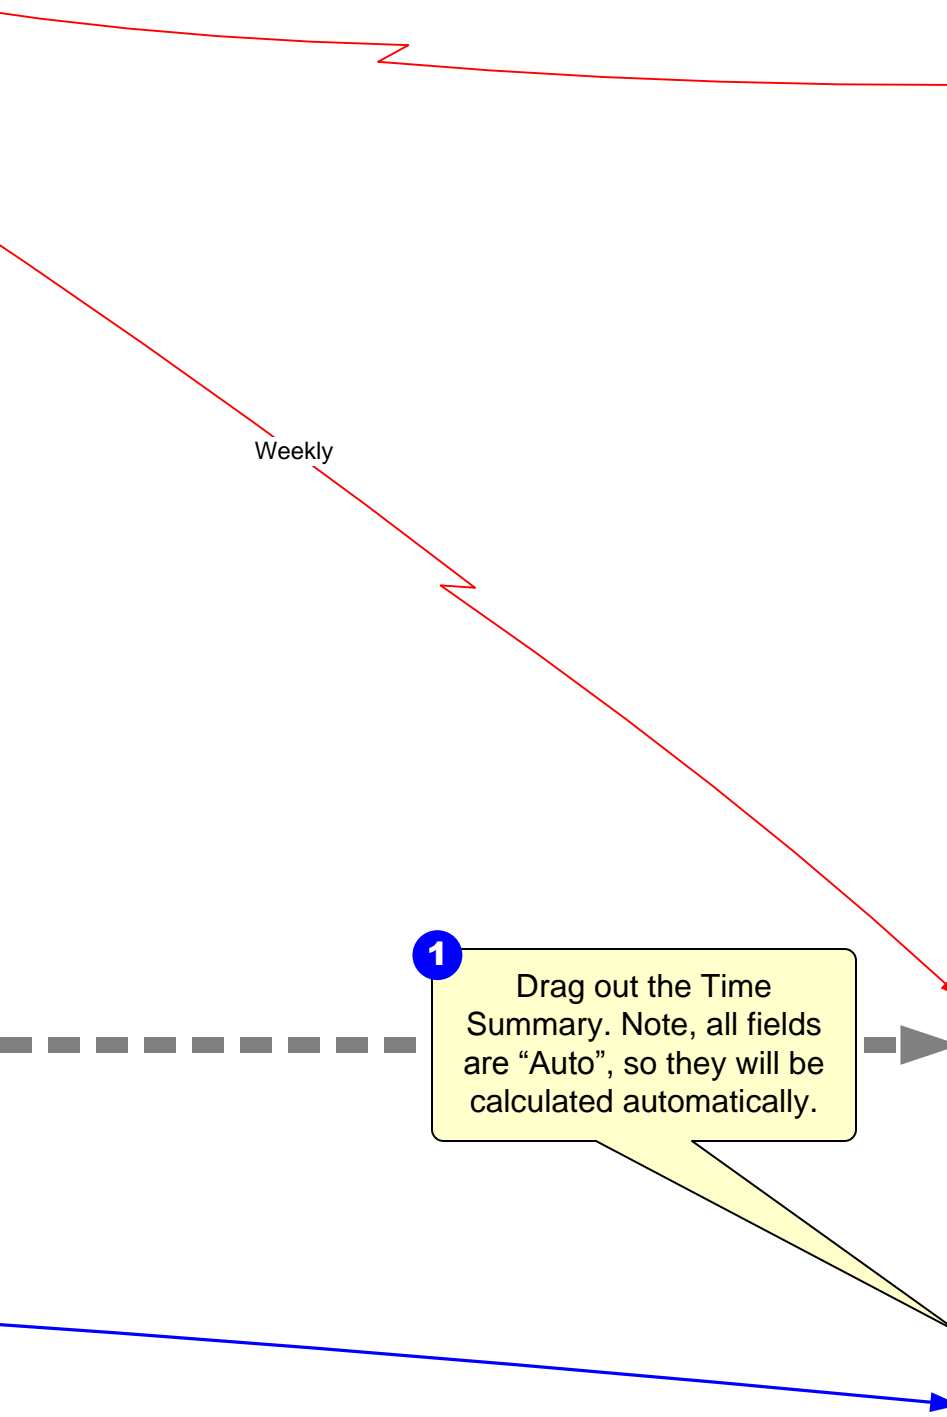 Weekly
1
Drag out the Time
Summary. Note, all fields
are “Auto”, so they will be
calculated automatically.